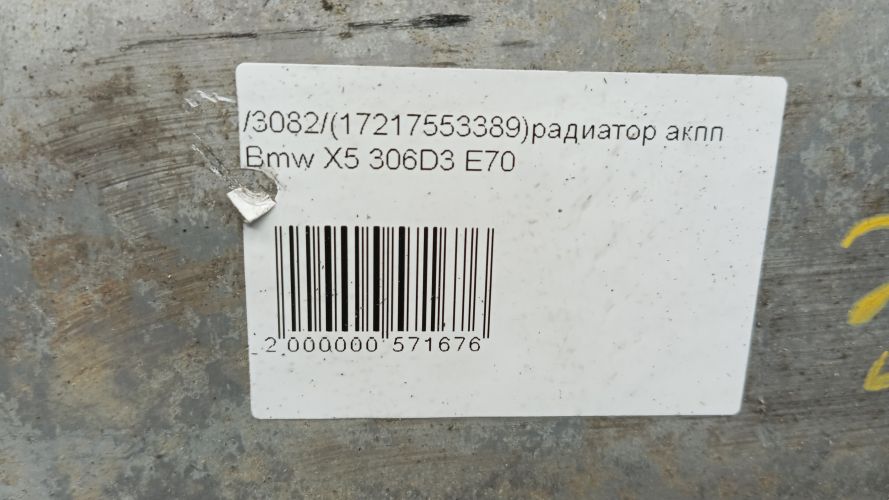 /3082/(17217553389)радиатор акпп
Bmw X5 306D3 E70
2 000000 571676